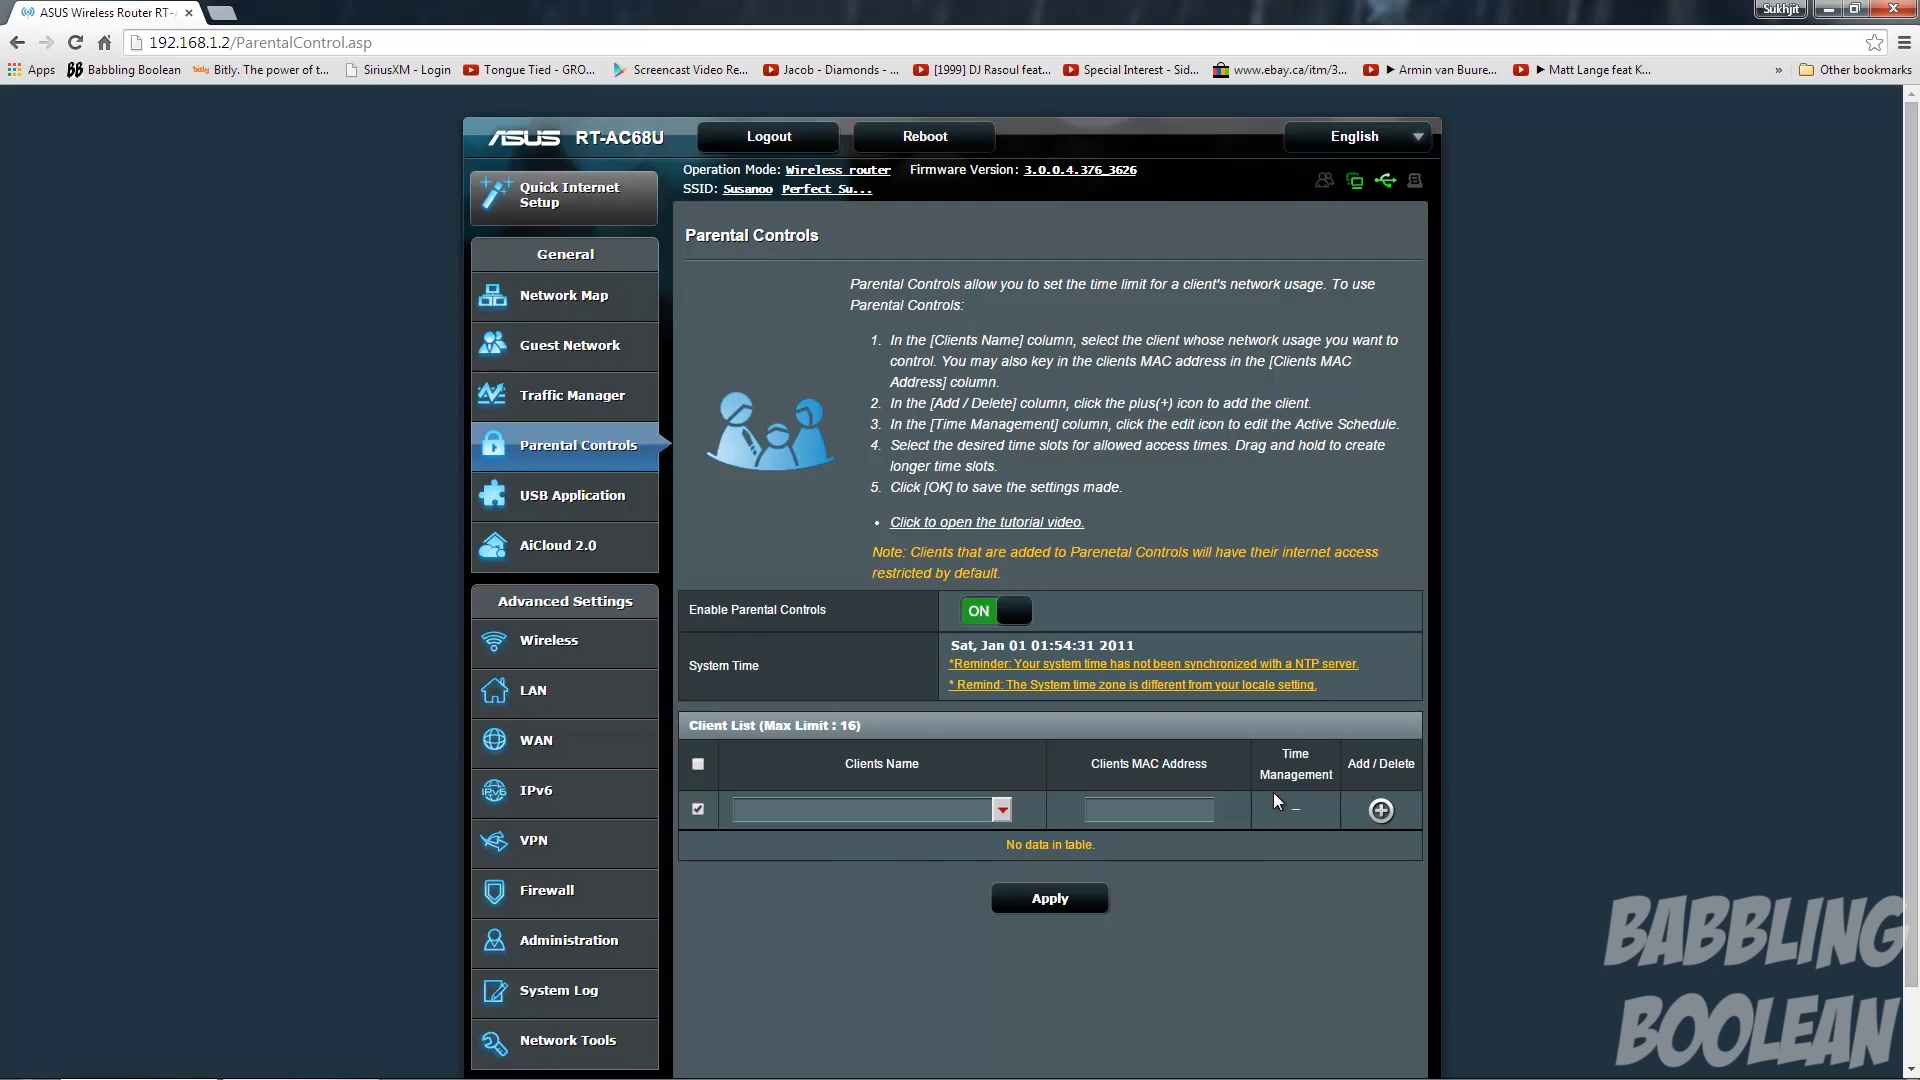 ASUS Wireless Router RT-
Sukhjit
192.168.1.2/ParentalControl.asp
Apps
BB Babbling Boolean
bitly Bitly. The power of t...
SiriusXM - Login
Tongue Tied - GRO...
Screencast Video Re...
Jacob - Diamonds - ...
[1999] DJ Rasoul feat...
Special Interest - Sid...
www.ebay.ca/itm/3...
Armin van Buure...
Matt Lange feat K...
»
Other bookmarks
ASUS RT-AC68U
Logout
Reboot
English
Operation Mode: Wireless router Firmware Version: 3.0.0.4.376_3626
SSID: Susanoo Perfect Su...
Quick Internet
Setup
General
Network Map
Guest Network
Traffic Manager
Parental Controls
USB Application
AiCloud 2.0
Advanced Settings
Wireless
LAN
WAN
IPv6
VPN
Firewall
Administration
System Log
Network Tools
Parental Controls
Parental Controls allow you to set the time limit for a client's network usage. To use
Parental Controls:
1. In the [Clients Name] column, select the client whose network usage you want to
control. You may also key in the clients MAC address in the [Clients MAC
Address] column.
2. In the [Add / Delete] column, click the plus(+) icon to add the client.
3. In the [Time Management] column, click the edit icon to edit the Active Schedule.
4. Select the desired time slots for allowed access times. Drag and hold to create
longer time slots.
5. Click [OK] to save the settings made.
• Click to open the tutorial video.
Note: Clients that are added to Parenetal Controls will have their internet access
restricted by default.
Enable Parental Controls
ON
System Time
Sat, Jan 01 01:54:31 2011
*Reminder: Your system time has not been synchronized with a NTP server.
* Remind: The System time zone is different from your locale setting.
Client List (Max Limit : 16)
Clients Name
Clients MAC Address
Time
Management
Add / Delete
--
No data in table.
Apply
BABBLING
BOOLEAN